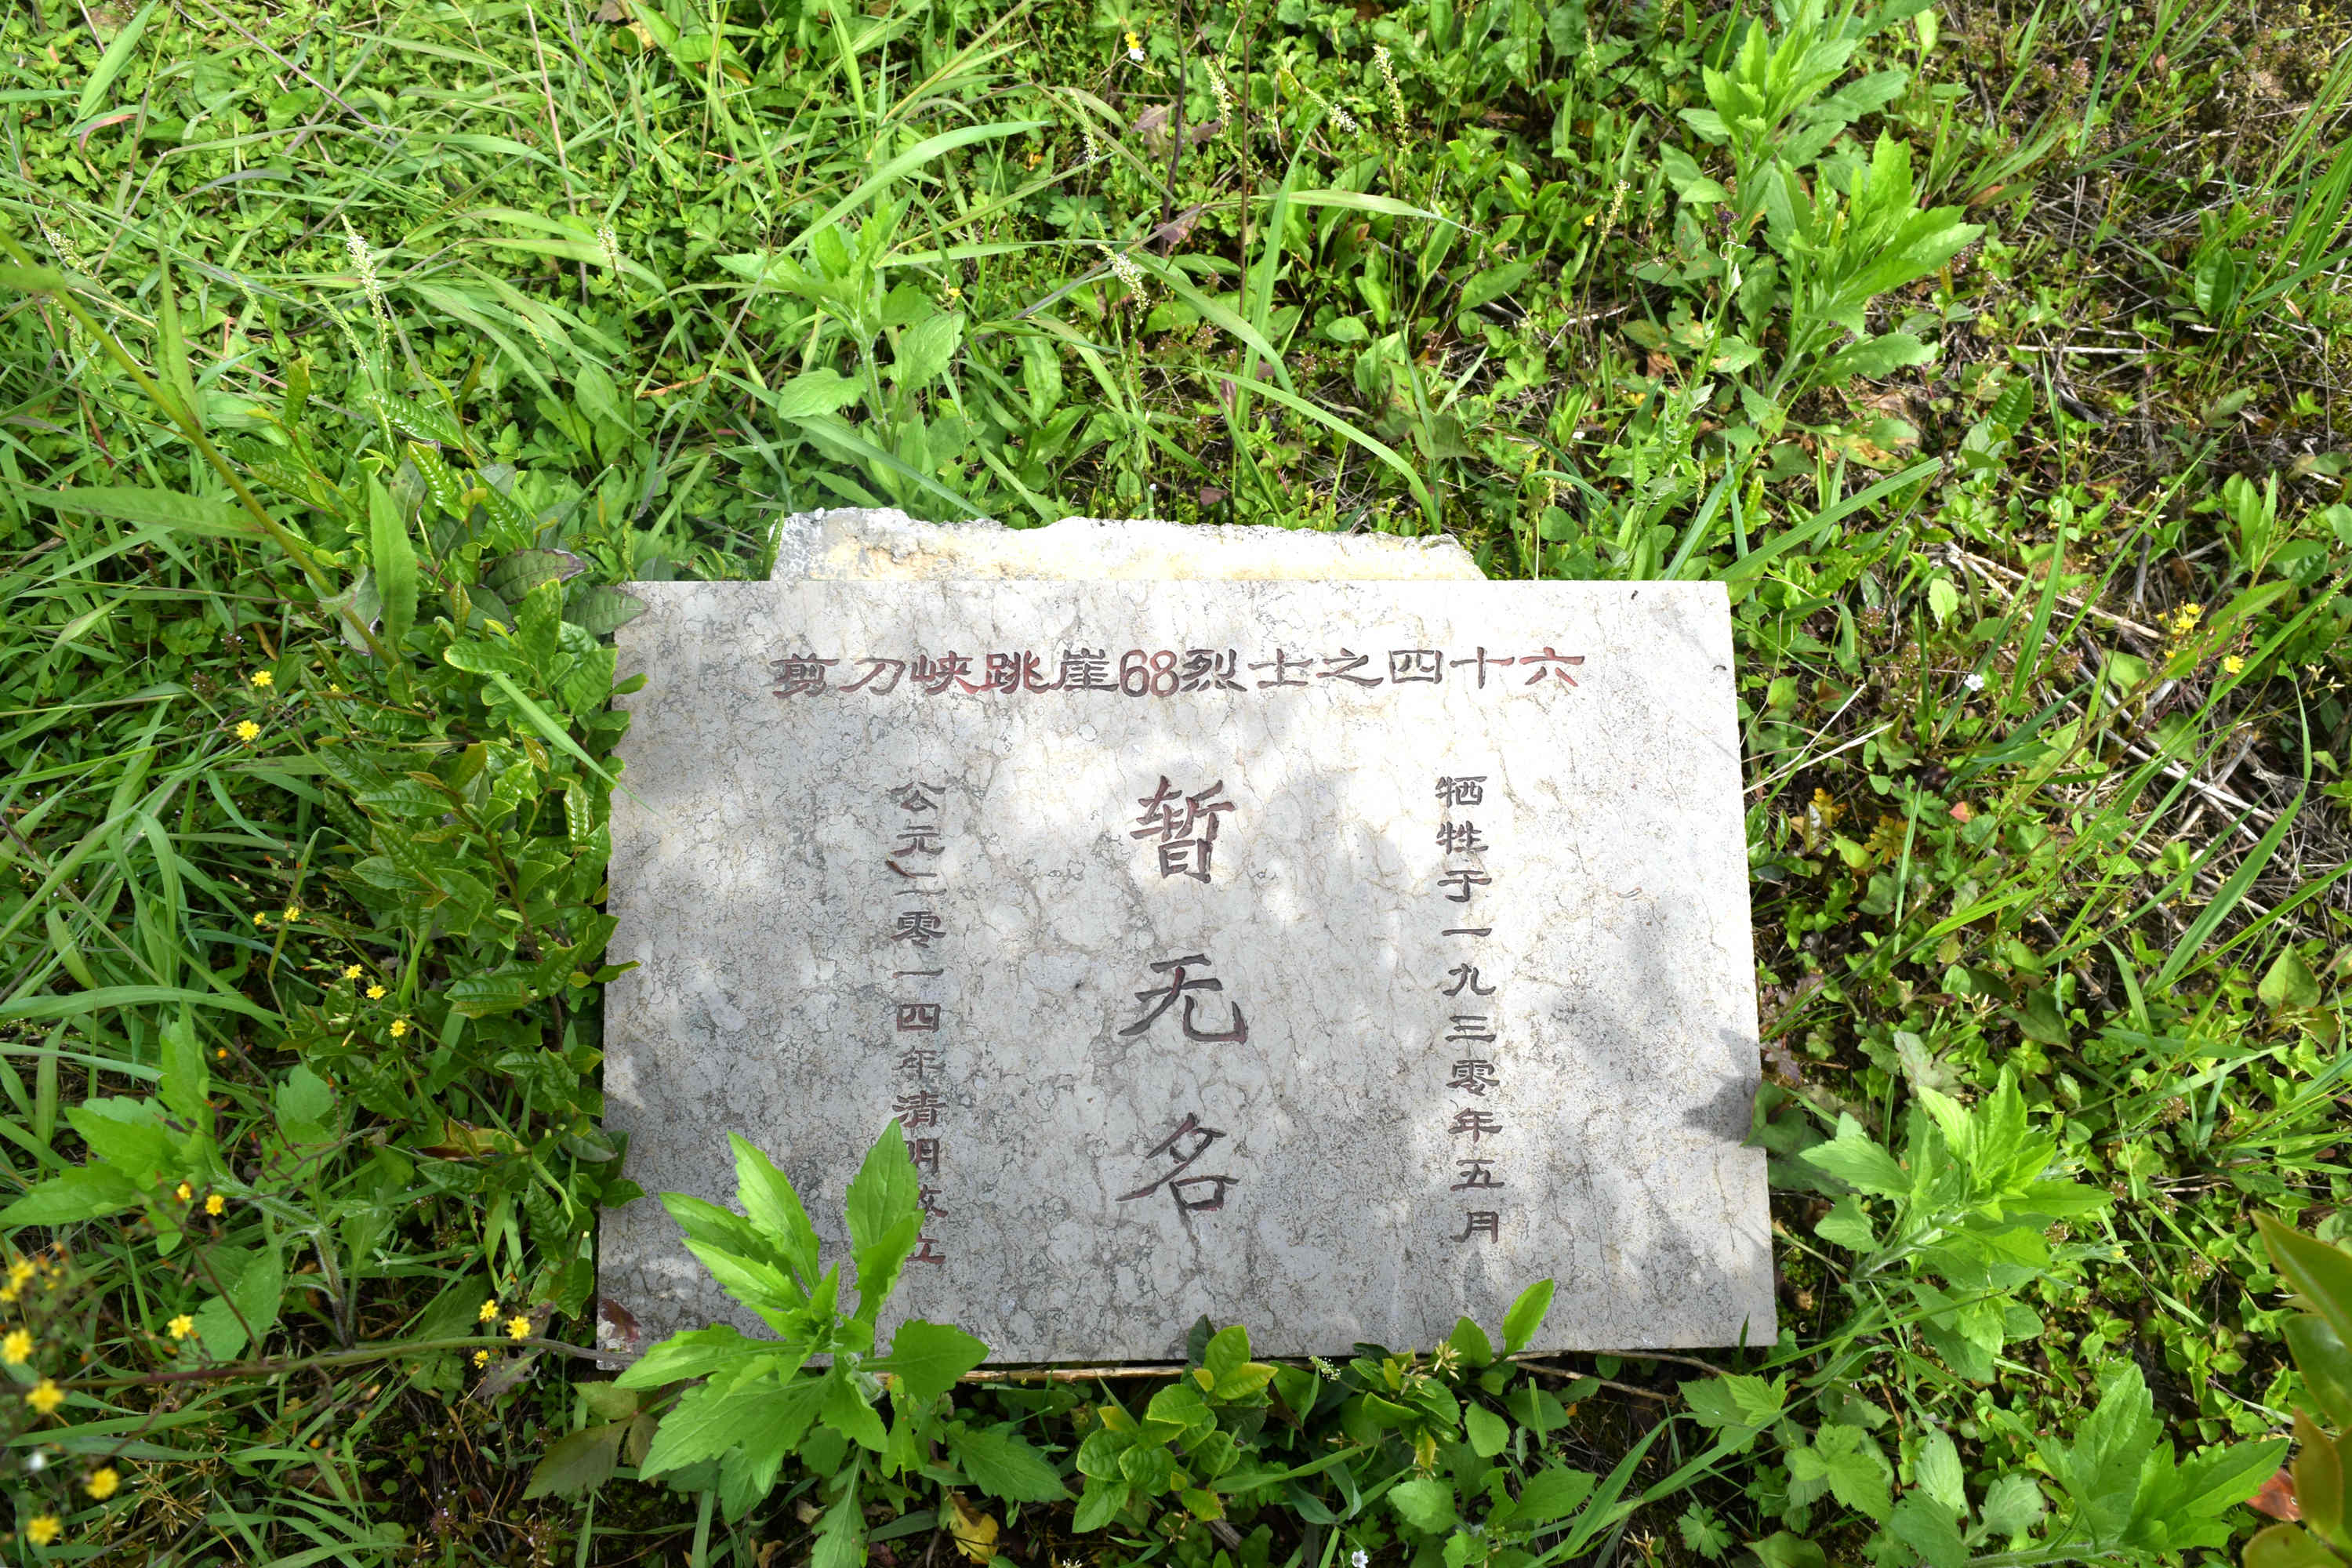 剪刀峡跳崖68烈士之四十六
牺牲于一九三零年五月
暂无名
公元二零一四年清明敬立